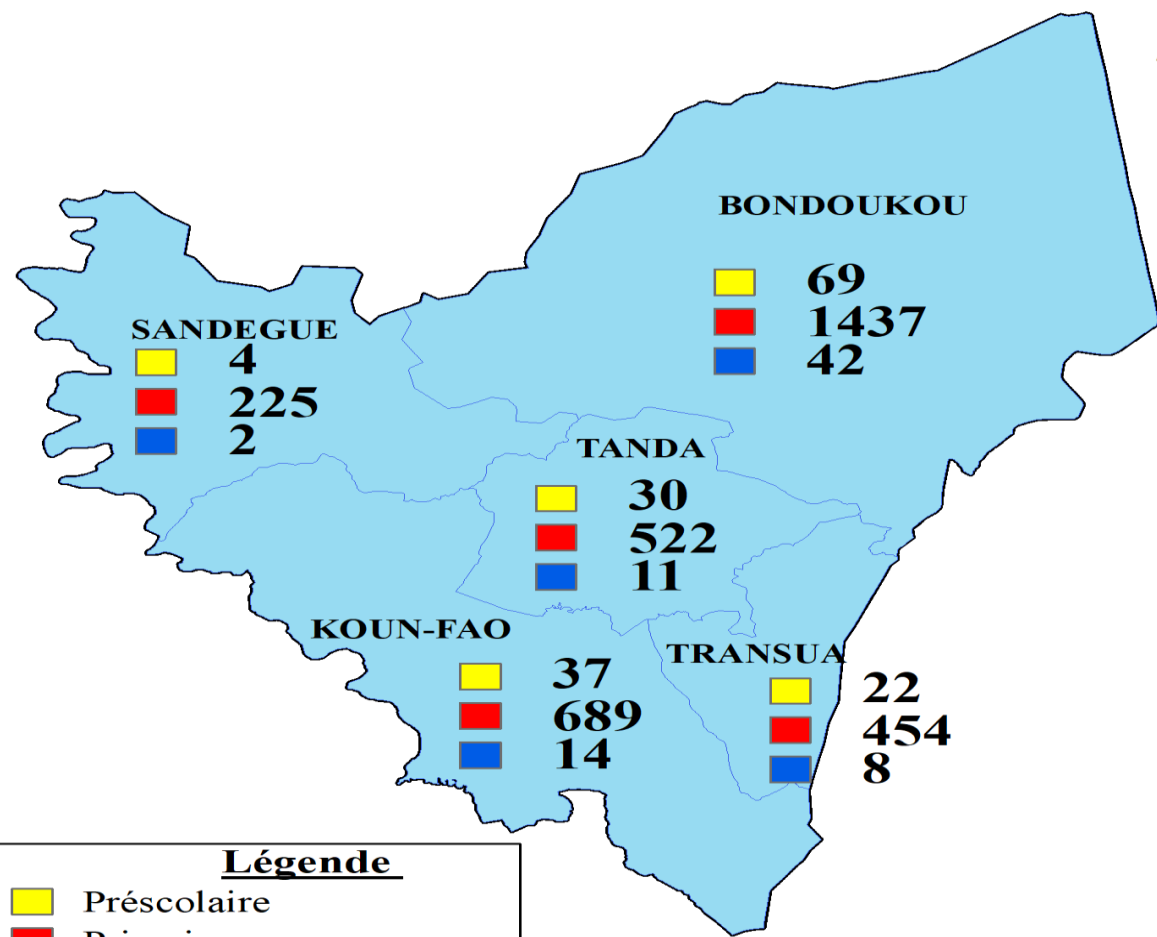 BONDOUKOU
69
1437
42
SANDEGUE
4
225
2
TANDA
30
522
11
KOUN-FAO
37
689
14
TRANSUA
22
454
8
Légende
Préscolaire